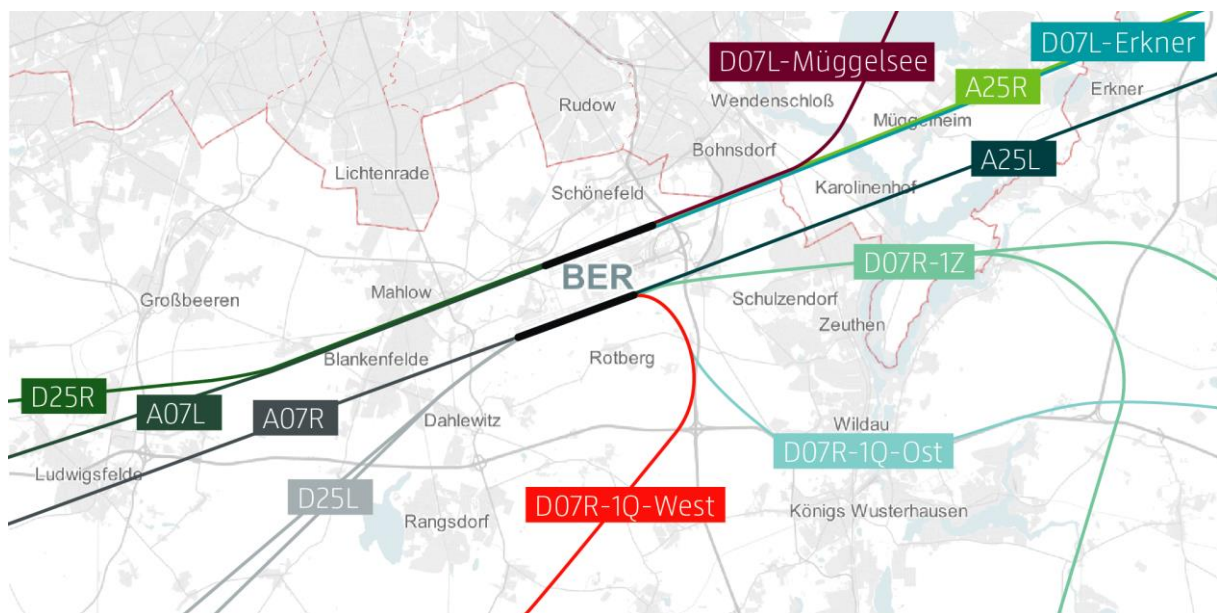 D07L-Erkner
D07L-Müggelsee
A25R
Erkner
Wendenschloß
Rudow
Müggelheim
Bohnsdorf
A25L
Lichtenrade
Karolinenhof
Schönefeld
D07R-1Z
BER
Mahlow
Großbeeren
Schulzendorf
Zeuthen
Blankenfelde
Rotberg
D25R
A07L
A07R
Dahlewitz
Wildau
D07R-1Q-Ost
Ludwigsfelde
D25L
D07R-1Q-West
Rangsdorf
Königs Wusterhausen